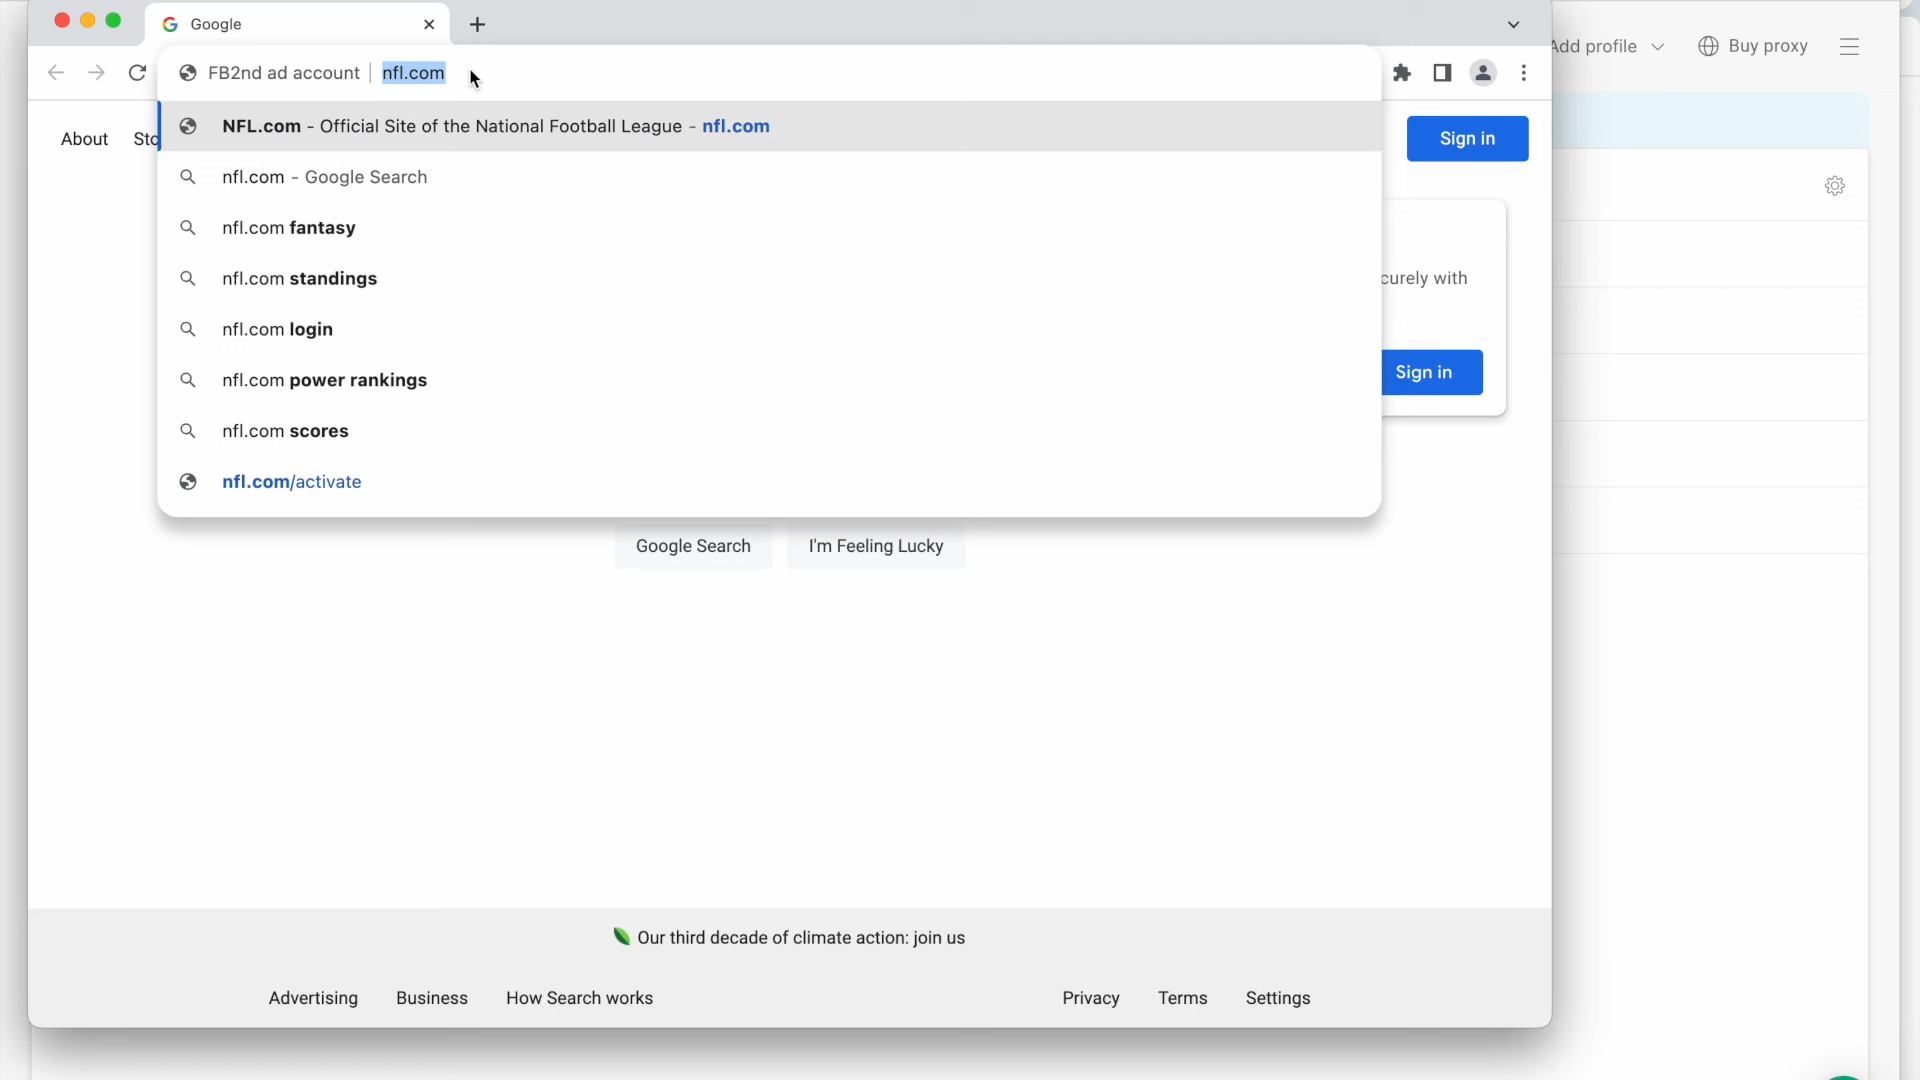 Google
Add profile
Buy proxy
FB2nd ad account | nfl.com
About
NFL.com - Official Site of the National Football League - nfl.com
Sign in
nfl.com - Google Search
nfl.com fantasy
nfl.com standings
curely with
nfl.com login
nfl.com power rankings
Sign in
nfl.com scores
nfl.com/activate
Google Search
I'm Feeling Lucky
Our third decade of climate action: join us
Advertising
Business
How Search works
Privacy
Terms
Settings